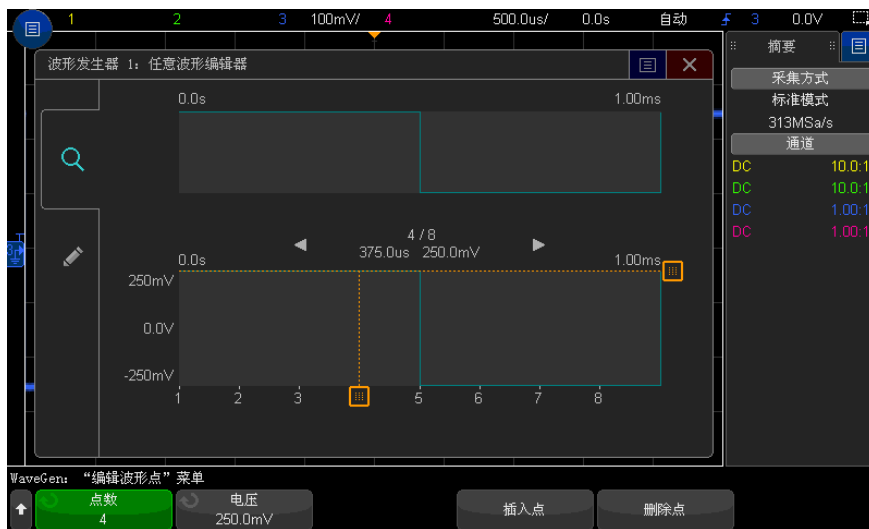 1 2 3 100mV/ 4 500.0us/ 0.0s 自动 3 0.0V
摘要
波形发生器 1: 任意波形编辑器
采集方式
标准模式
313MSa/s
通道
DC 10.0:1
DC 10.0:1
DC 1.00:1
DC 1.00:1
0.0s 1.00ms
4 / 8
375.0us 250.0mV
0.0s 1.00ms
250mV
0.0V
-250mV
1 2 3 5 6 7 8
WaveGen: “编辑波形点”菜单
点数
4
电压
250.0mV
插入点
删除点